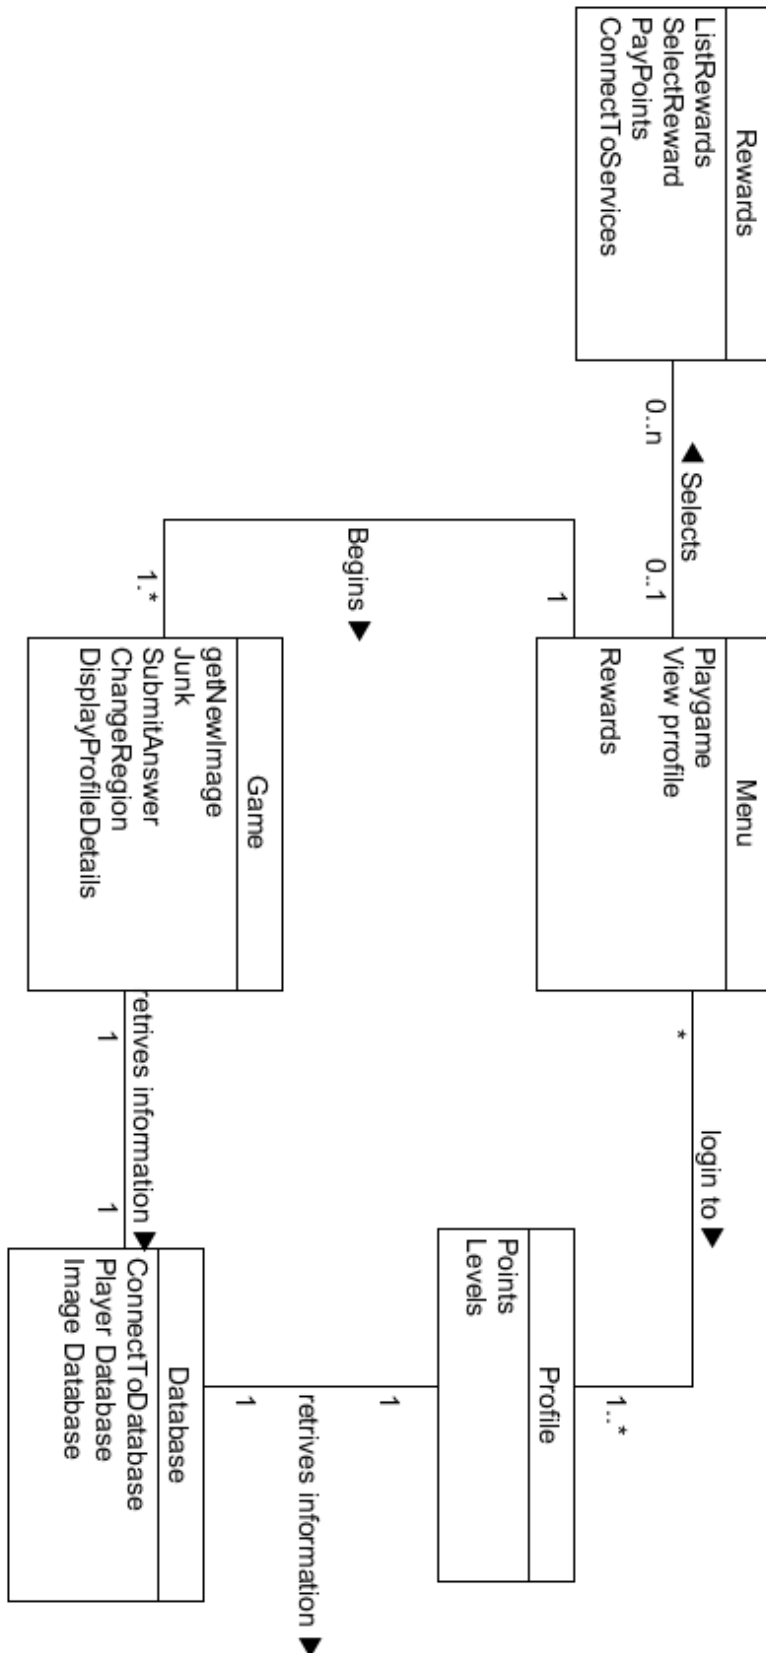 Rewards
ListRewards
SelectReward
PayPoints
ConnectToServices
0..n
◀ Selects
0..1
Menu
Playgame
View prrofile
Rewards
*
login to ▶
1..*
1
Begins ▶
1.*
Profile
Points
Levels
Game
getNewImage
Junk
SubmitAnswer
ChangeRegion
DisplayProfileDetails
1
retrives information ▶
1
1
retrives information ▶
1
Database
ConnectToDatabase
Player Database
Image Database